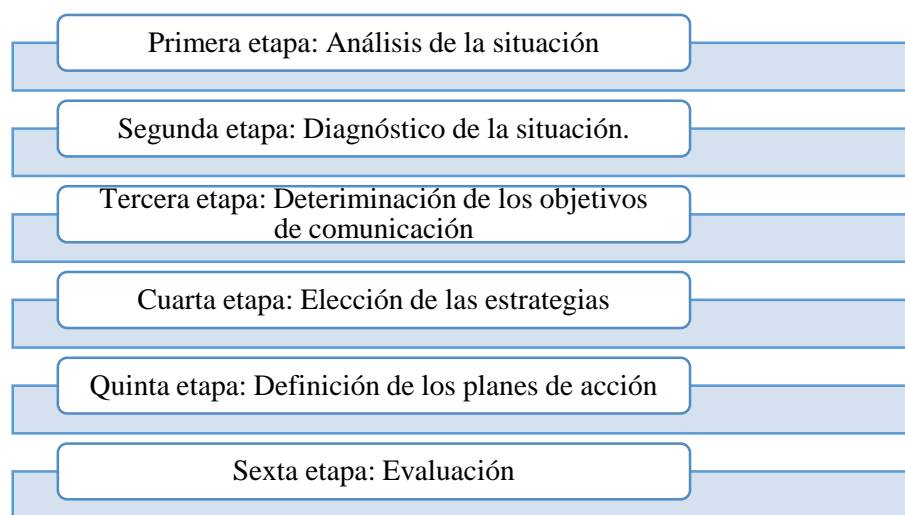 Primera etapa: Análisis de la situación
Segunda etapa: Diagnóstico de la situación.
Tercera etapa: Deteriminación de los objetivos
de comunicación
Cuarta etapa: Elección de las estrategias
Quinta etapa: Definición de los planes de acción
Sexta etapa: Evaluación